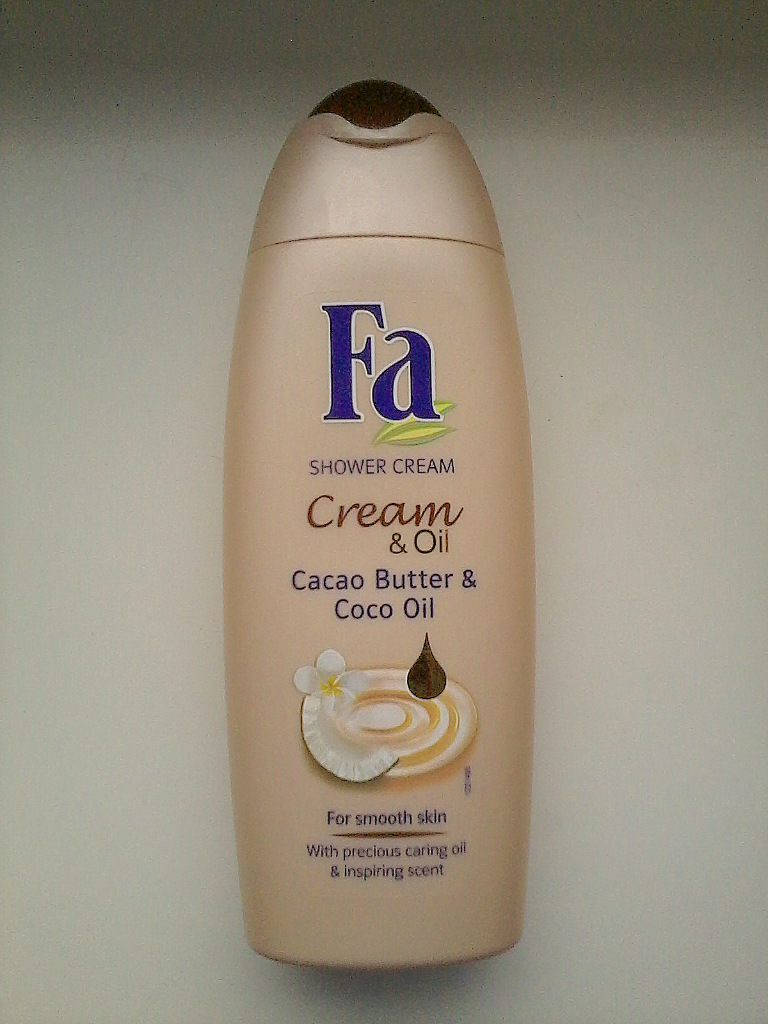 Fa
SHOWER CREAM
Cream
& Oil
Cacao Butter &
Coco Oil
For smooth skin
With precious caring oil
& inspiring scent